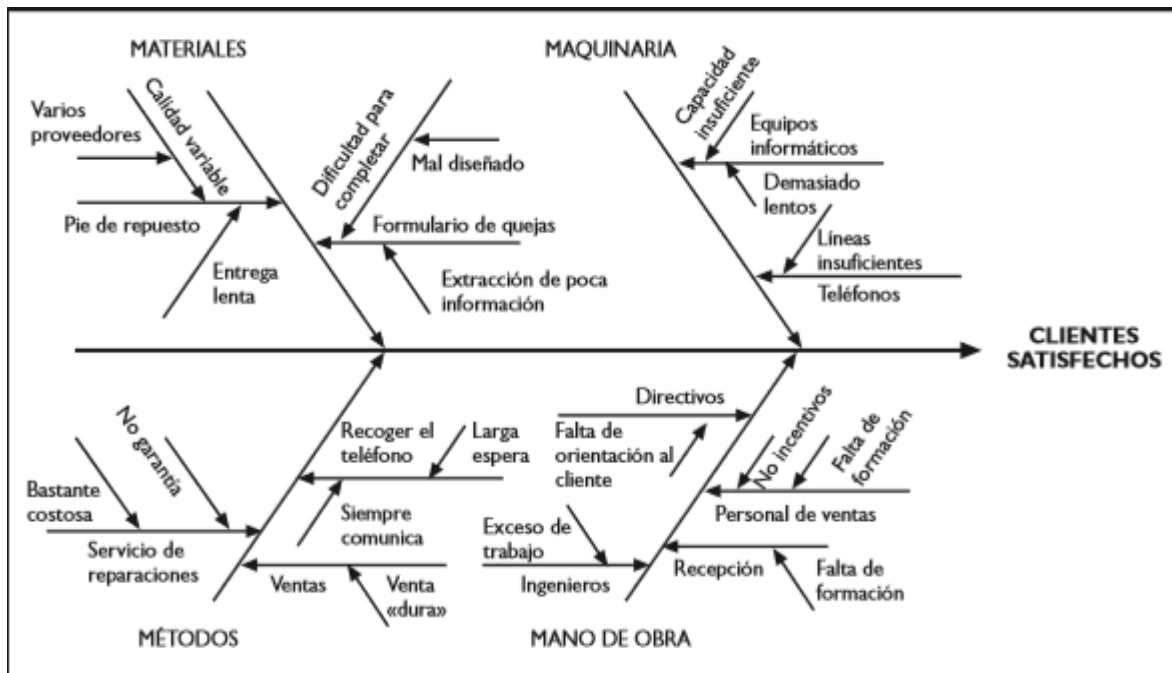 MATERIALES
MAQUINARIA
Varios
proveedores
Calidad variable
Pie de repuesto
Entrega
lenta
Dificultad para
completar
Mal diseñado
Formulario de quejas
Extracción de poca
información
Capacidad
insuficiente
Equipos
informáticos
Demasiado
lentos
Líneas
insuficientes
Teléfonos
CLIENTES
SATISFECHOS
No garantía
Bastante
costosa
Servicio de
reparaciones
Recoger el
teléfono
Larga
espera
Siempre
comunica
Ventas
Venta
«dura»
Directivos
Falta de
orientación al
cliente
No incentivos
Falta de
formación
Personal de ventas
Exceso de
trabajo
Ingenieros
Recepción
Falta de
formación
MÉTODOS
MANO DE OBRA